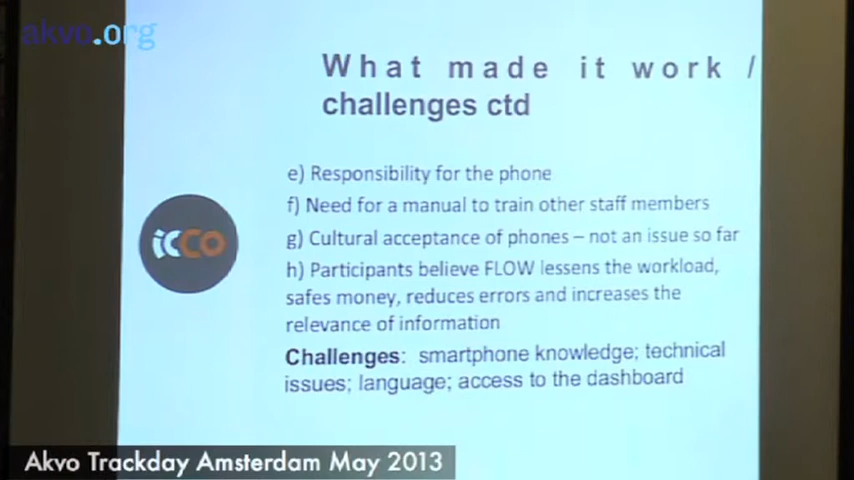 akvo.org
What made it work /
challenges ctd
e) Responsibility for the phone
f) Need for a manual to train other staff members
icco
g) Cultural acceptance of phones – not an issue so far
h) Participants believe FLOW lessens the workload,
safes money, reduces errors and increases the
relevance of information
Challenges: smartphone knowledge; technical
issues; language; access to the dashboard
Akvo Trackday Amsterdam May 2013